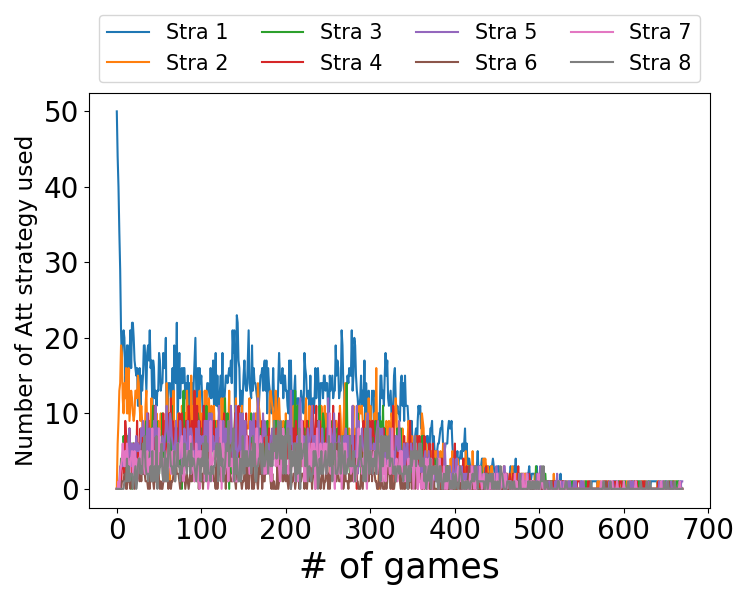 Stra 1 Stra 3 Stra 5 Stra 7
Stra 2 Stra 4 Stra 6 Stra 8
Number of Att strategy used
50
40
30
20
10
0
0 100 200 300 400 500 600 700
# of games